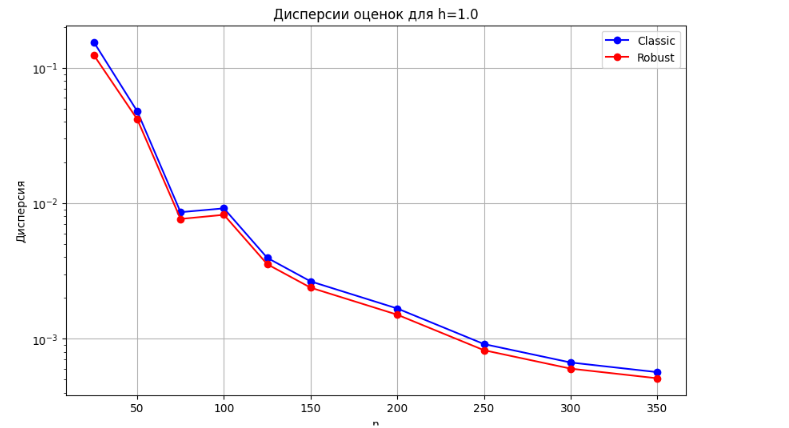 Дисперсии оценок для h=1.0
Classic
Robust
Дисперсия
10⁻¹
10⁻²
10⁻³
50 100 150 200 250 300 350
n